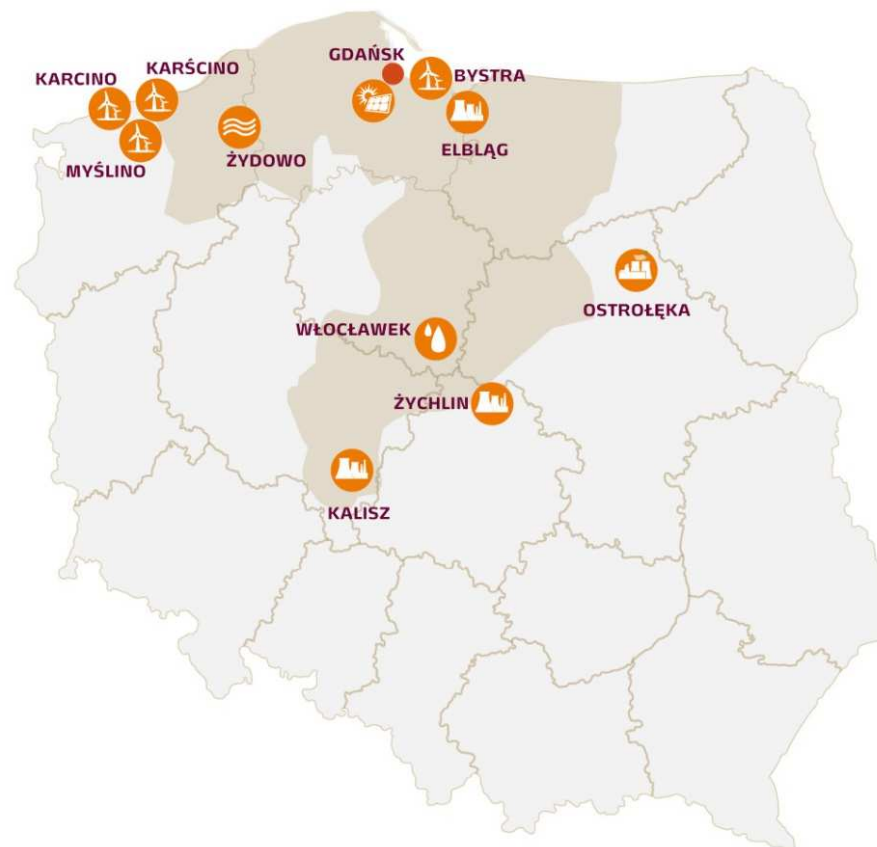 GDAŃSK
KARŚCINO
KARCINO
BYSTRA
ELBLĄG
ŻYDOWO
MYŚLINO
OSTROŁĘKA
WŁOCŁAWEK
ŻYCHLIN
KALISZ